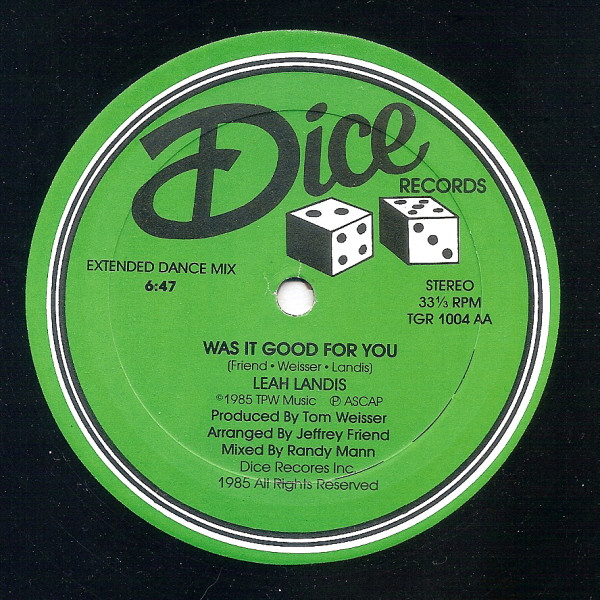 Dice
RECORDS
EXTENDED DANCE MIX
6:47
STEREO
33⅓ RPM
TGR 1004 AA
WAS IT GOOD FOR YOU
(Friend • Weisser • Landis)
LEAH LANDIS
©1985 TPW Music ℗ ASCAP
Produced By Tom Weisser
Arranged By Jeffrey Friend
Mixed By Randy Mann
Dice Recores Inc.
1985 All Rights Reserved